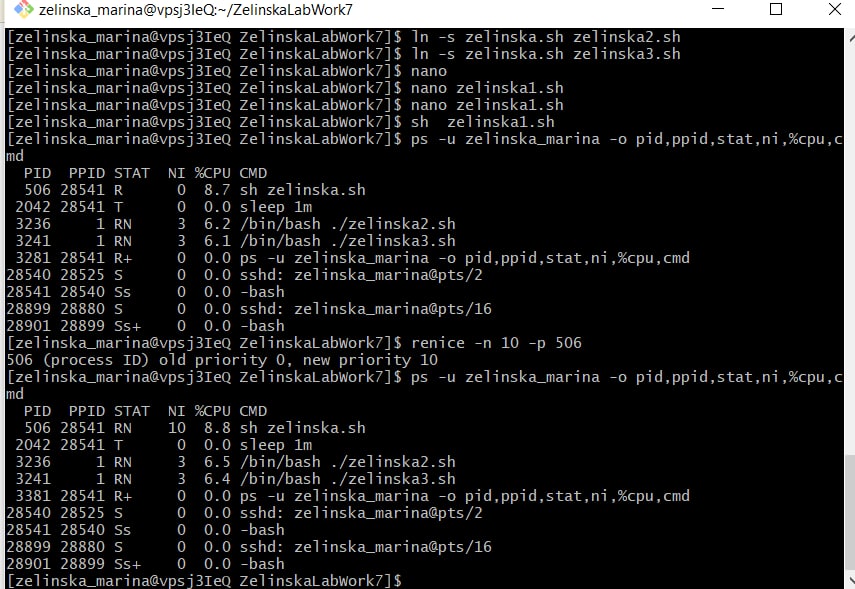 zelinska_marina@vpsj3IeQ:~/ZelinskaLabWork7
[zelinska_marina@vpsj3IeQ ZelinskaLabWork7]$ ln -s zelinska.sh zelinska2.sh
[zelinska_marina@vpsj3IeQ ZelinskaLabWork7]$ ln -s zelinska.sh zelinska3.sh
[zelinska_marina@vpsj3IeQ ZelinskaLabWork7]$ nano
[zelinska_marina@vpsj3IeQ ZelinskaLabWork7]$ nano zelinska1.sh
[zelinska_marina@vpsj3IeQ ZelinskaLabWork7]$ nano zelinska1.sh
[zelinska_marina@vpsj3IeQ ZelinskaLabWork7]$ sh  zelinska1.sh
[zelinska_marina@vpsj3IeQ ZelinskaLabWork7]$ ps -u zelinska_marina -o pid,ppid,stat,ni,%cpu,c
md
  PID  PPID STAT  NI %CPU CMD
  506 28541 R      0  8.7 sh zelinska.sh
 2042 28541 T      0  0.0 sleep 1m
 3236     1 RN     3  6.2 /bin/bash ./zelinska2.sh
 3241     1 RN     3  6.1 /bin/bash ./zelinska3.sh
 3281 28541 R+     0  0.0 ps -u zelinska_marina -o pid,ppid,stat,ni,%cpu,cmd
28540 28525 S      0  0.0 sshd: zelinska_marina@pts/2
28541 28540 Ss     0  0.0 -bash
28899 28880 S      0  0.0 sshd: zelinska_marina@pts/16
28901 28899 Ss+    0  0.0 -bash
[zelinska_marina@vpsj3IeQ ZelinskaLabWork7]$ renice -n 10 -p 506
506 (process ID) old priority 0, new priority 10
[zelinska_marina@vpsj3IeQ ZelinskaLabWork7]$ ps -u zelinska_marina -o pid,ppid,stat,ni,%cpu,c
md
  PID  PPID STAT  NI %CPU CMD
  506 28541 RN    10  8.8 sh zelinska.sh
 2042 28541 T      0  0.0 sleep 1m
 3236     1 RN     3  6.5 /bin/bash ./zelinska2.sh
 3241     1 RN     3  6.4 /bin/bash ./zelinska3.sh
 3381 28541 R+     0  0.0 ps -u zelinska_marina -o pid,ppid,stat,ni,%cpu,cmd
28540 28525 S      0  0.0 sshd: zelinska_marina@pts/2
28541 28540 Ss     0  0.0 -bash
28899 28880 S      0  0.0 sshd: zelinska_marina@pts/16
28901 28899 Ss+    0  0.0 -bash
[zelinska_marina@vpsj3IeQ ZelinskaLabWork7]$